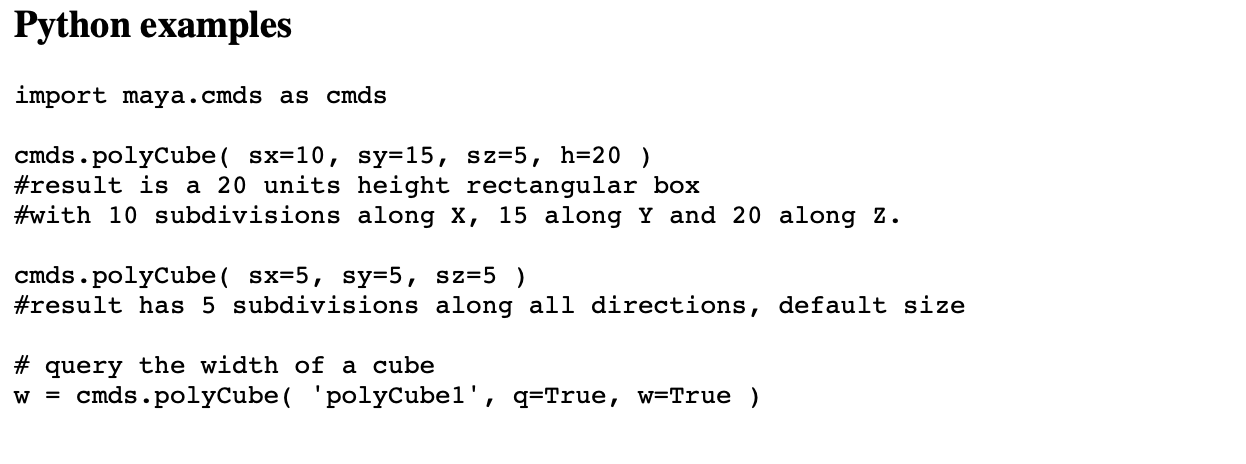 Python examples
import maya.cmds as cmds
cmds.polyCube( sx=10, sy=15, sz=5, h=20 )
#result is a 20 units height rectangular box
#with 10 subdivisions along X, 15 along Y and 20 along Z.
cmds.polyCube( sx=5, sy=5, sz=5 )
#result has 5 subdivisions along all directions, default size
# query the width of a cube
w = cmds.polyCube( 'polyCube1', q=True, w=True )